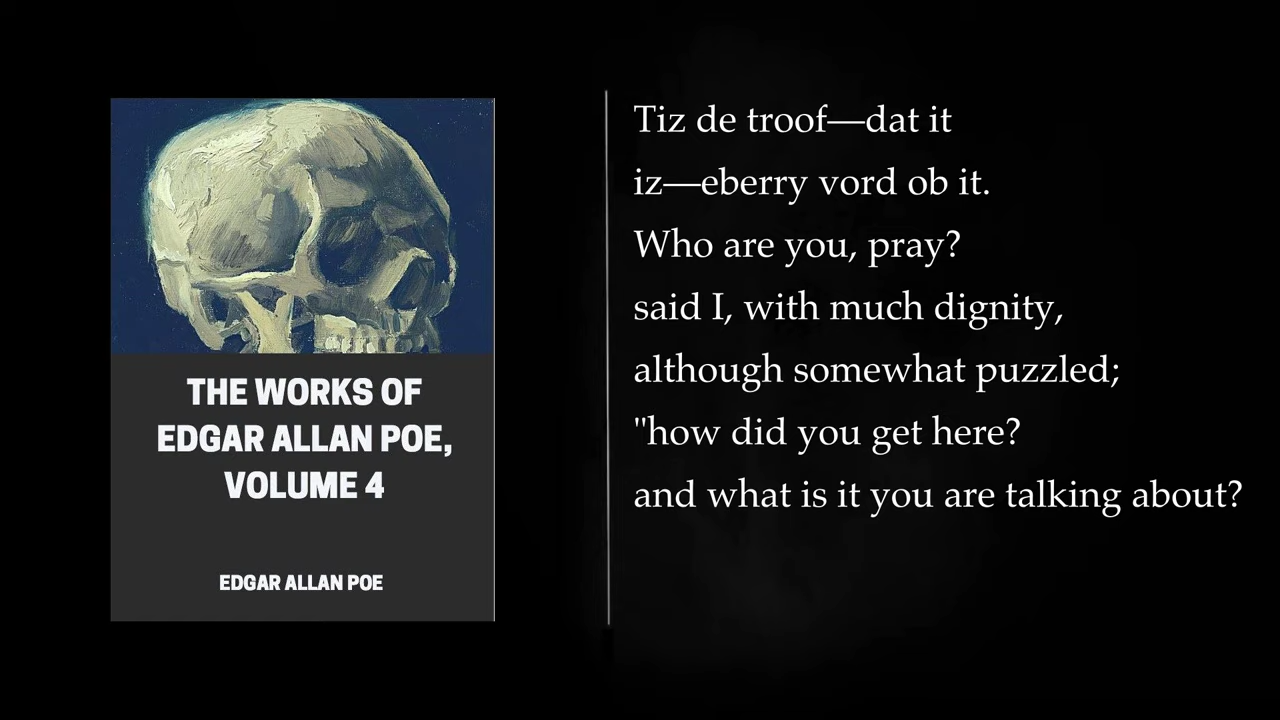 THE WORKS OF
EDGAR ALLAN POE,
VOLUME 4
EDGAR ALLAN POE
Tiz de troof—dat it
iz—eberry vord ob it.
Who are you, pray?
said I, with much dignity,
although somewhat puzzled;
"how did you get here?
and what is it you are talking about?